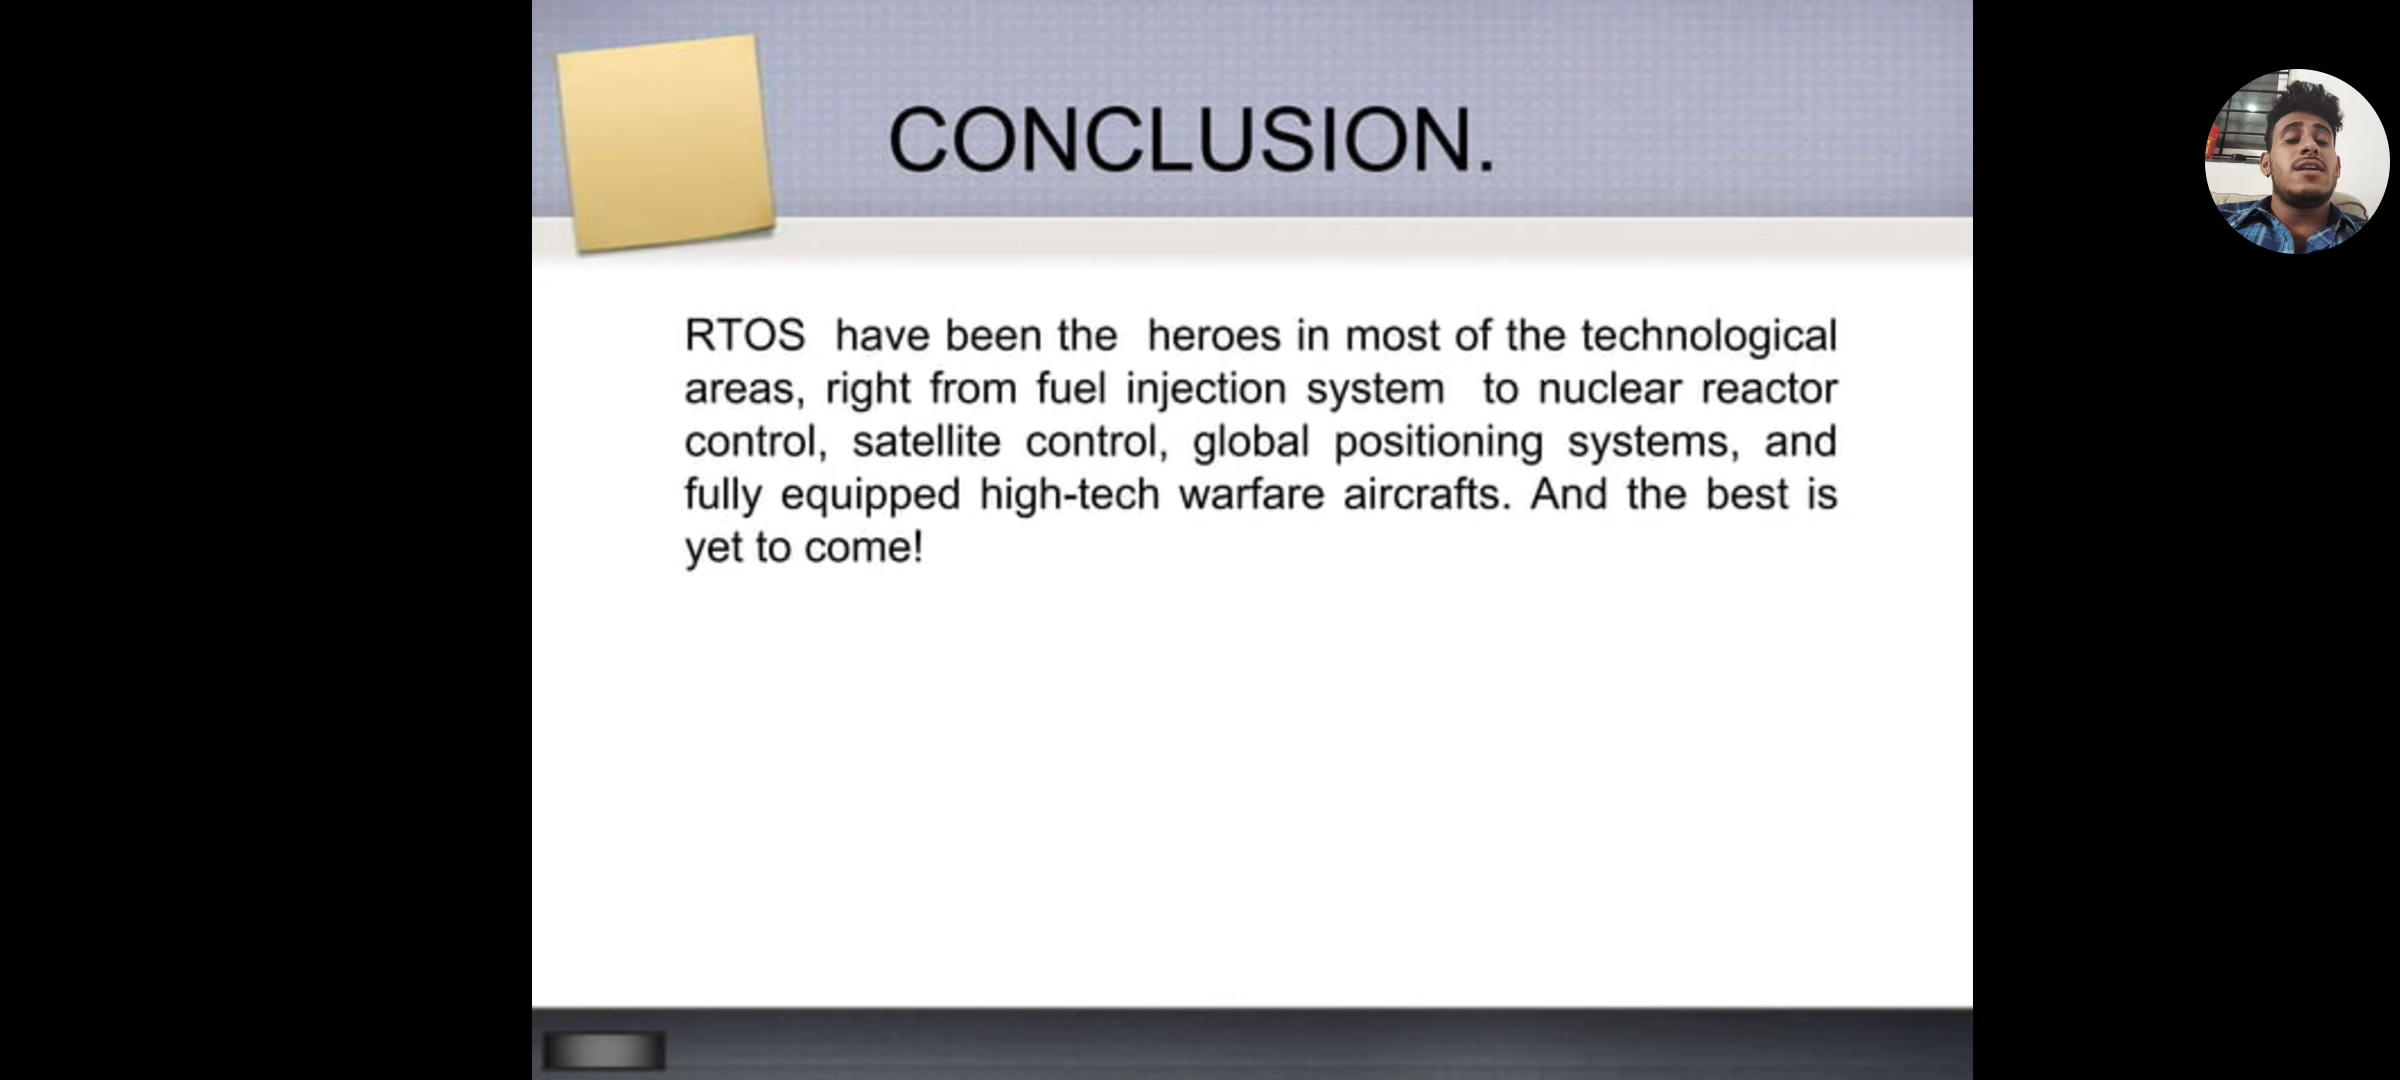 CONCLUSION.
RTOS have been the heroes in most of the technological
areas, right from fuel injection system to nuclear reactor
control, satellite control, global positioning systems, and
fully equipped high-tech warfare aircrafts. And the best is
yet to come!